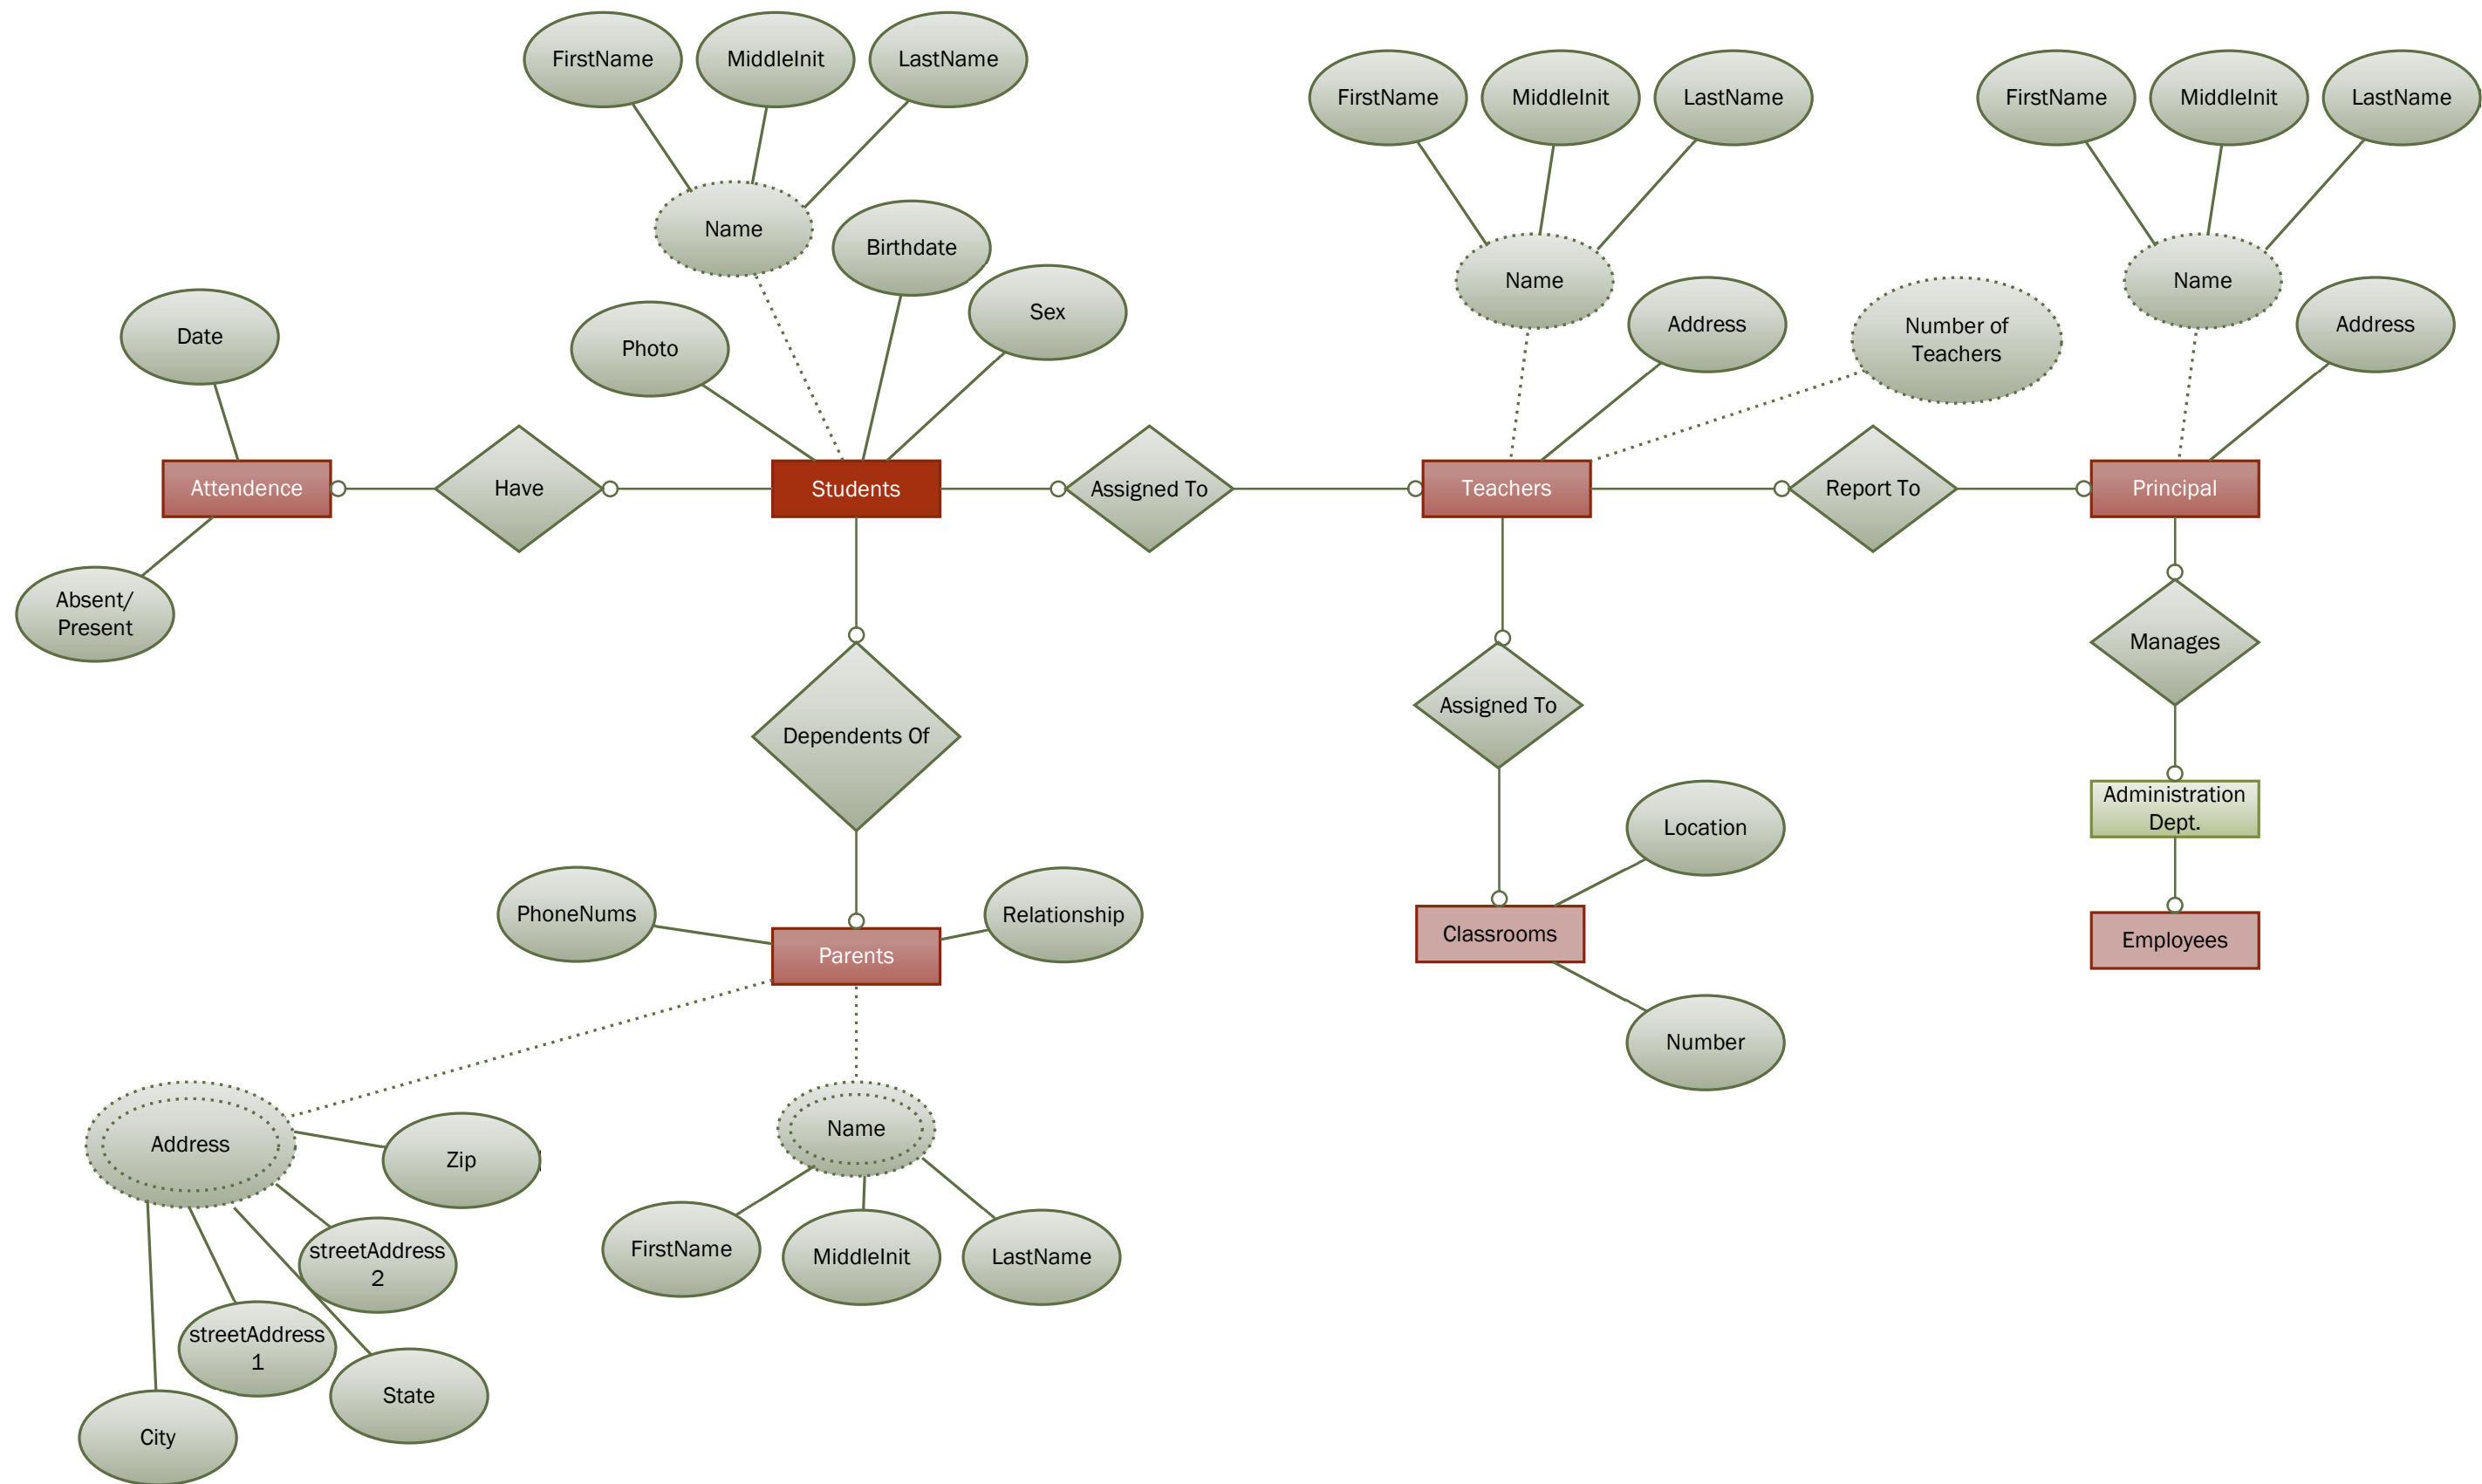 FirstName
MiddleInit
LastName
FirstName
MiddleInit
LastName
FirstName
MiddleInit
LastName
Name
Birthdate
Name
Name
Sex
Date
Photo
Address
Number of
Teachers
Address
Attendence
Have
Students
Assigned To
Teachers
Report To
Principal
Absent/
Present
Manages
Dependents Of
Assigned To
Administration
Dept.
Location
PhoneNums
Relationship
Classrooms
Employees
Parents
Number
Address
Zip
Name
streetAddress
2
FirstName
MiddleInit
LastName
streetAddress
1
State
City